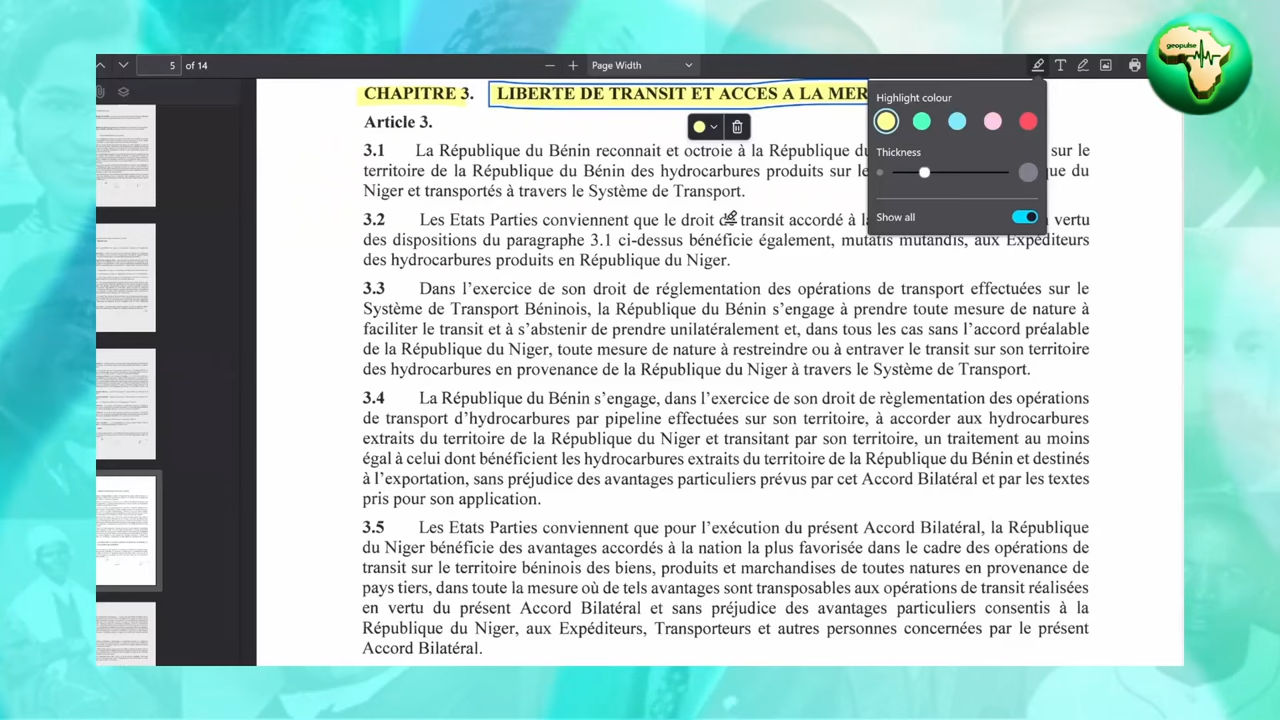 geopulse
5 of 14
Page Width
Highlight colour
Thickness
Show all
CHAPITRE 3. LIBERTE DE TRANSIT ET ACCES A LA MER
Article 3.
3.1 La République du Bénin reconnait et octroie à la République du sur le
territoire de la République du Bénin des hydrocarbures produits sur le que du
Niger et transportés à travers le Système de Transport.
3.2 Les Etats Parties conviennent que le droit de transit accordé à la vertu
des dispositions du paragraphe 3.1 ci-dessus bénéficie également, mutatis mutandis, aux Expéditeurs
des hydrocarbures produits en République du Niger.
3.3 Dans l’exercice de son droit de réglementation des opérations de transport effectuées sur le
Système de Transport Béninois, la République du Bénin s’engage à prendre toute mesure de nature à
faciliter le transit et à s’abstenir de prendre unilatéralement et, dans tous les cas sans l’accord préalable
de la République du Niger, toute mesure de nature à restreindre ou à entraver le transit sur son territoire
des hydrocarbures en provenance de la République du Niger à travers le Système de Transport.
3.4 La République du Bénin s’engage, dans l’exercice de son droit de règlementation des opérations
de transport d’hydrocarbures par pipeline effectuées sur son territoire, à accorder aux hydrocarbures
extraits du territoire de la République du Niger et transitant par son territoire, un traitement au moins
égal à celui dont bénéficient les hydrocarbures extraits du territoire de la République du Bénin et destinés
à l’exportation, sans préjudice des avantages particuliers prévus par cet Accord Bilatéral et par les textes
pris pour son application.
Les Etats Parties conviennent que pour l’exécution du présent Accord Bilatéral, la République
du Niger bénéficie des avantages accordés à la nation la plus favorisée dans le cadre des opérations de
transit sur le territoire béninois des biens, produits et marchandises de toutes natures en provenance de
pays tiers, dans toute la mesure où de tels avantages sont transposables aux opérations de transit réalisées
en vertu du présent Accord Bilatéral et sans préjudice des avantages particuliers consentis à la
République du Niger, aux Expéditeurs, Transporteurs et autres personnes concernées par le présent
Accord Bilatéral.